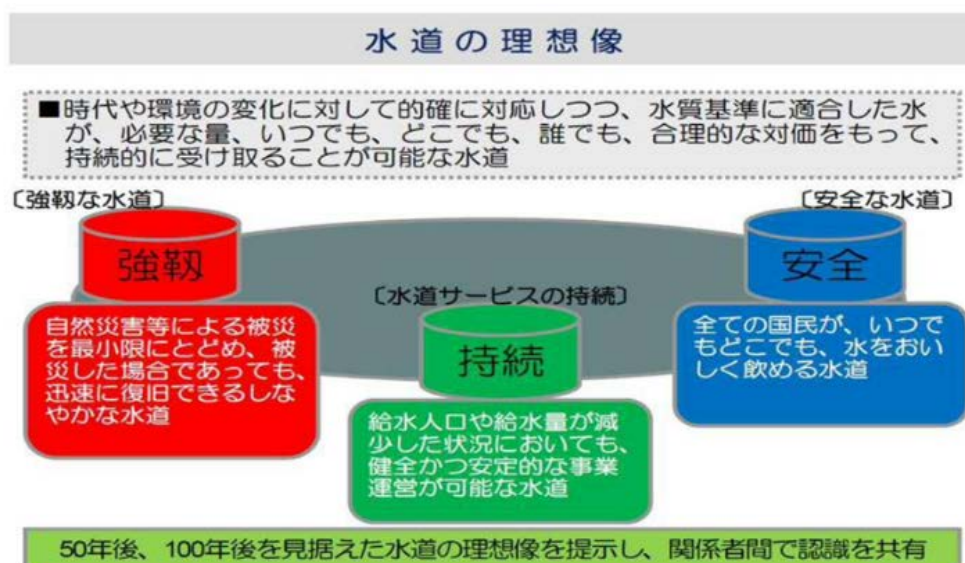 水道の理想像
■時代や環境の変化に対して的確に対応しつつ、水質基準に適合した水
が、必要な量、いつでも、どこでも、誰でも、合理的な対価をもって、
持続的に受け取ることが可能な水道
〔強靱な水道〕
〔安全な水道〕
強靱
安全
〔水道サービスの持続〕
自然災害等による被災
を最小限にとどめ、被
災した場合であっても、
迅速に復旧できるしな
やかな水道
持続
全ての国民が、いつで
もどこでも、水をおい
しく飲める水道
給水人口や給水量が減
少した状況においても、
健全かつ安定的な事業
運営が可能な水道
50年後、100年後を見据えた水道の理想像を提示し、関係者間で認識を共有